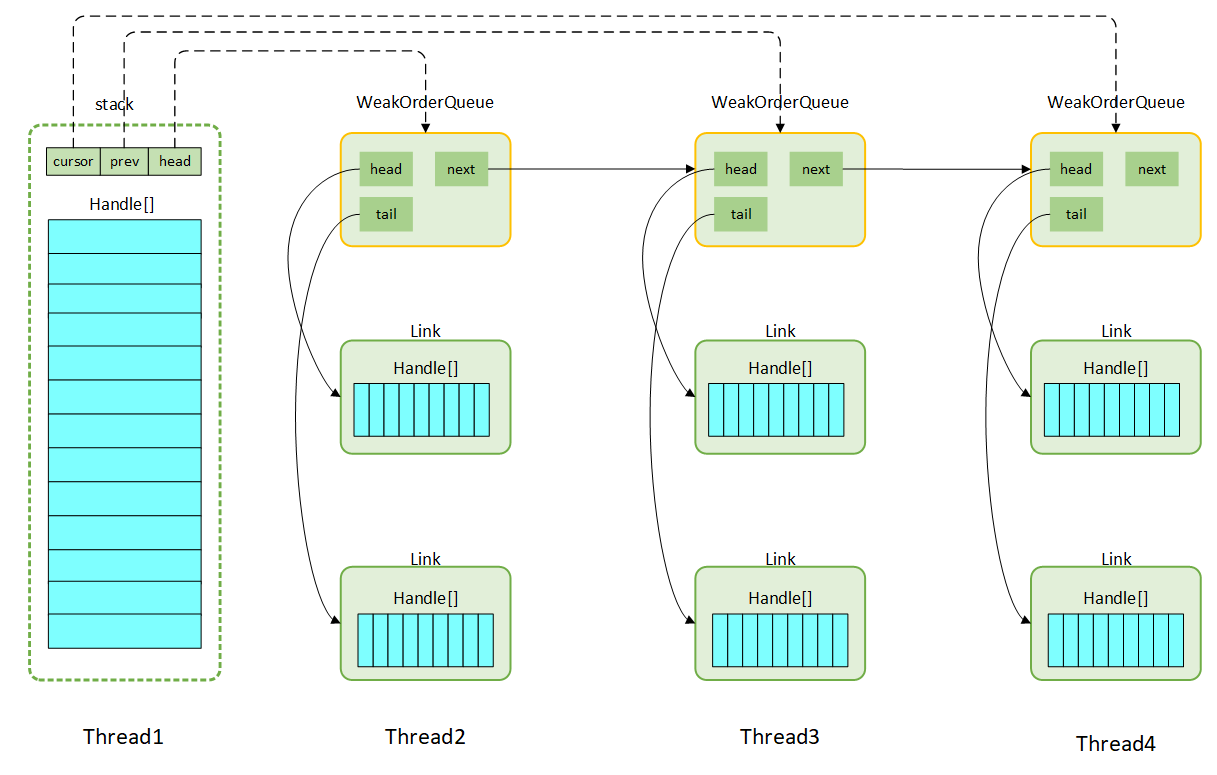 stack
WeakOrderQueue
WeakOrderQueue
WeakOrderQueue
cursor prev head
head next
head next
head next
Handle[]
tail
tail
tail
Link
Link
Link
Handle[]
Handle[]
Handle[]
Link
Link
Link
Handle[]
Handle[]
Handle[]
Thread1
Thread2
Thread3
Thread4